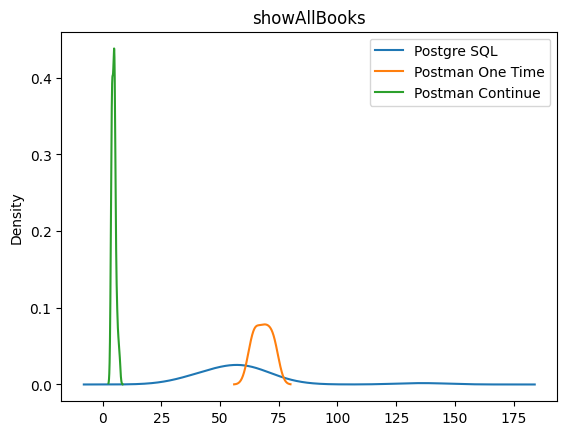 showAllBooks
Postgre SQL
Postman One Time
Postman Continue
Density
0.4
0.3
0.2
0.1
0.0
0 25 50 75 100 125 150 175